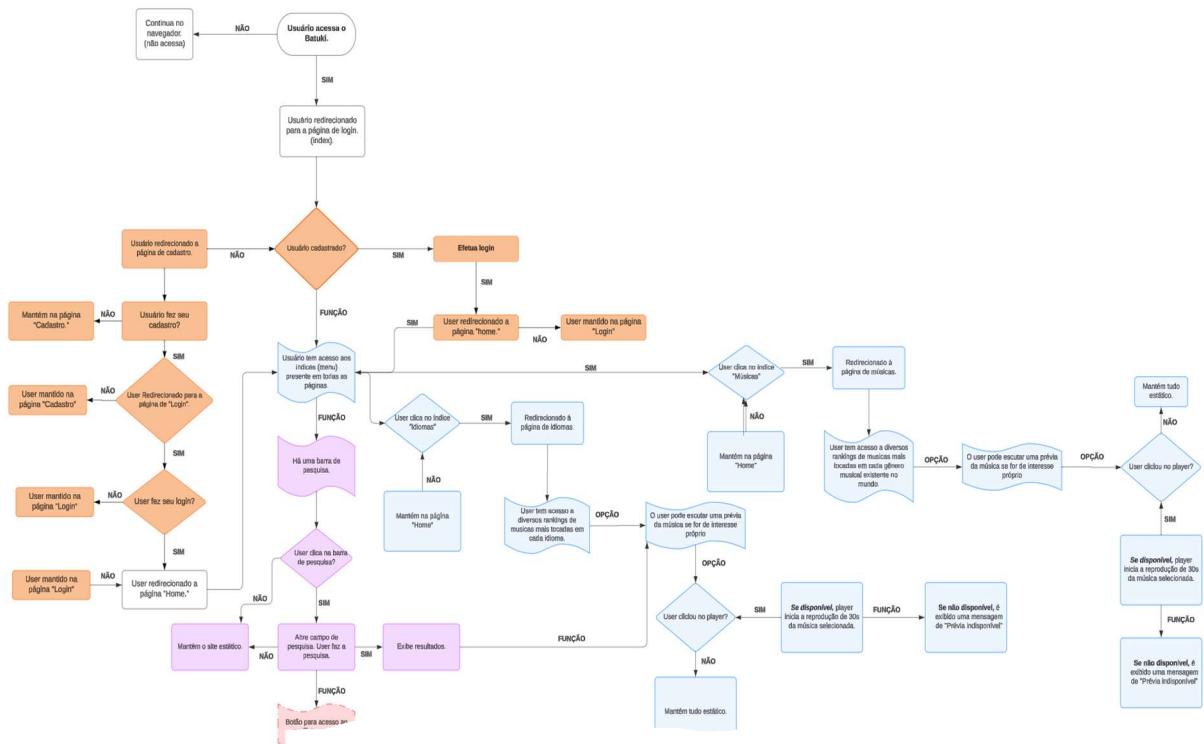 Continua no
navegador.
(não acessa)
NÃO
Usuário acessa o
Batuki.
SIM
Usuário redirecionado
para a página de login.
(index).
Usuário redirecionado a
página de cadastro.
NÃO
Usuário cadastrado?
SIM
Efetua login
SIM
User redirecionado a
página "home."
NÃO
User mantido na página
"Login"
SIM
FUNÇÃO
Mantém na página
"Cadastro."
NÃO
Usuário fez seu
cadastro?
SIM
User mantido na
página "Cadastro"
NÃO
User Redirecionado para a
página de "Login".
SIM
User mantido na
página "Login"
NÃO
User fez seu login?
SIM
User mantido na
página "Login"
NÃO
User redirecionado a
página "Home."
Usuário tem acesso aos
índices (menu)
presente em todas as
páginas.
FUNÇÃO
Há uma barra de
pesquisa.
User clica na barra
de pesquisa?
NÃO
SIM
Mantém o site estático.
NÃO
Abre campo de
pesquisa. User faz a
pesquisa.
SIM
Exibe resultados.
FUNÇÃO
FUNÇÃO
Botão para acesso ao
User clica no índice
"Idiomas"
SIM
Redirecionado à
página de idiomas
NÃO
Mantém na página
"Home"
User tem acesso a
diversos rankings de
musicas mais tocadas em
cada idioma.
OPÇÃO
O user pode escutar uma prévia
da música se for de interesse
próprio
OPÇÃO
User clidou no player?
SIM
Se disponível, player
inicia a reprodução de 30s
da música selecionada.
FUNÇÃO
Se não disponível, é
exibido uma mensagem
de "Prévia indisponível"
NÃO
Mantém tudo estático.
SIM
User clica no índice
"Músicas"
SIM
Redirecionado à
página de músicas.
NÃO
Mantém na página
"Home"
User tem acesso a diversos
rankings de musicas mais
tocadas em cada gênero
musical existente no
mundo.
OPÇÃO
O user pode escutar uma prévia
da música se for de interesse
próprio
OPÇÃO
User clidou no player?
NÃO
Mantém tudo
estático.
SIM
Se disponível, player
inicia a reprodução de 30s
da música selecionada.
FUNÇÃO
Se não disponível, é
exibido uma mensagem
de "Prévia indisponível"